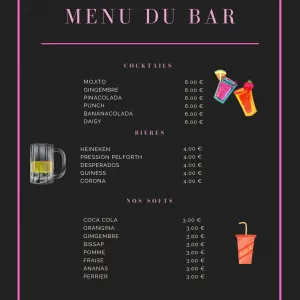 MENU DU BAR
COCKTAILS
MOJITO 6.00 €
GINGEMBRE 6.00 €
PINACOLADA 6.00 €
PUNCH 6.00 €
BANANACOLADA 6.00 €
DAISY 6.00 €
BIERES
HEINEKEN 4.00 €
PRESSION PELFORTH 4.00 €
DESPERADOS 4.00 €
GUINESS 4.00 €
CORONA 4.00 €
NOS SOFTS
COCA COLA 3.00 €
ORANGINA 3.00 €
GIMGEMBRE 3.00 €
BISSAP 3.00 €
POMME 3.00 €
FRAISE 3.00 €
ANANAS 3.00 €
PERRIER 3.00 €